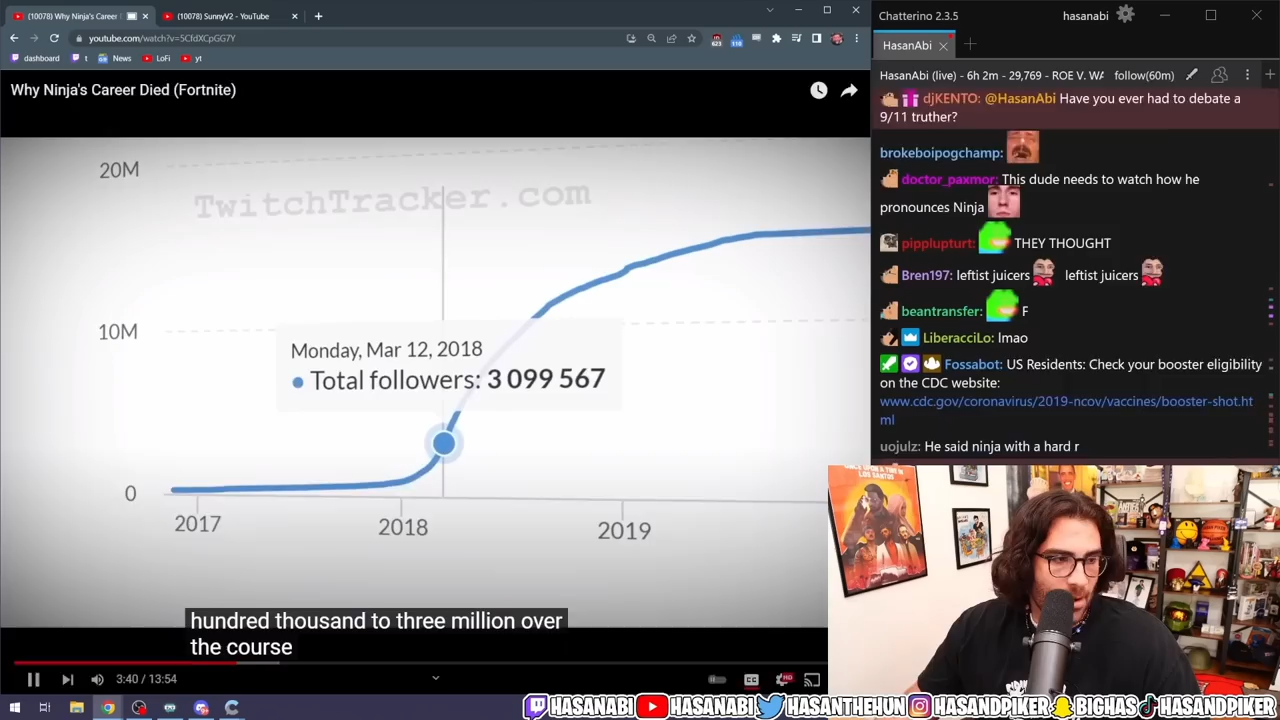 (10078) Why Ninja's Career
(10078) SunnyV2 - YouTube
youtube.com/watch?v=5CfdXCpGG7Y
dashboard
t
News
LoFi
yt
Why Ninja's Career Died (Fortnite)
20M
TwitchTracker.com
10M
Monday, Mar 12, 2018
Total followers: 3 099 567
0
2017
2018
2019
hundred thousand to three million over
the course
3:40 / 13:54
Chatterino 2.3.5
hasanabi
HasanAbi
HasanAbi (live) - 6h 2m - 29,769 - ROE V. WA
follow(60m)
djKENTO: @HasanAbi Have you ever had to debate a
9/11 truther?
brokeboipogchamp:
doctor_paxmor: This dude needs to watch how he
pronounces Ninja
pipplupturt: THEY THOUGHT
Bren197: leftist juicers leftist juicers
beantransfer: F
LiberacciLo: lmao
Fossabot: US Residents: Check your booster eligibility
on the CDC website:
www.cdc.gov/coronavirus/2019-ncov/vaccines/booster-shot.ht
ml
uojulz: He said ninja with a hard r
HASANABI
HASANABI
HASANTHEHUN
HASANDPIKER
BIGHAS
HASANDPIKER